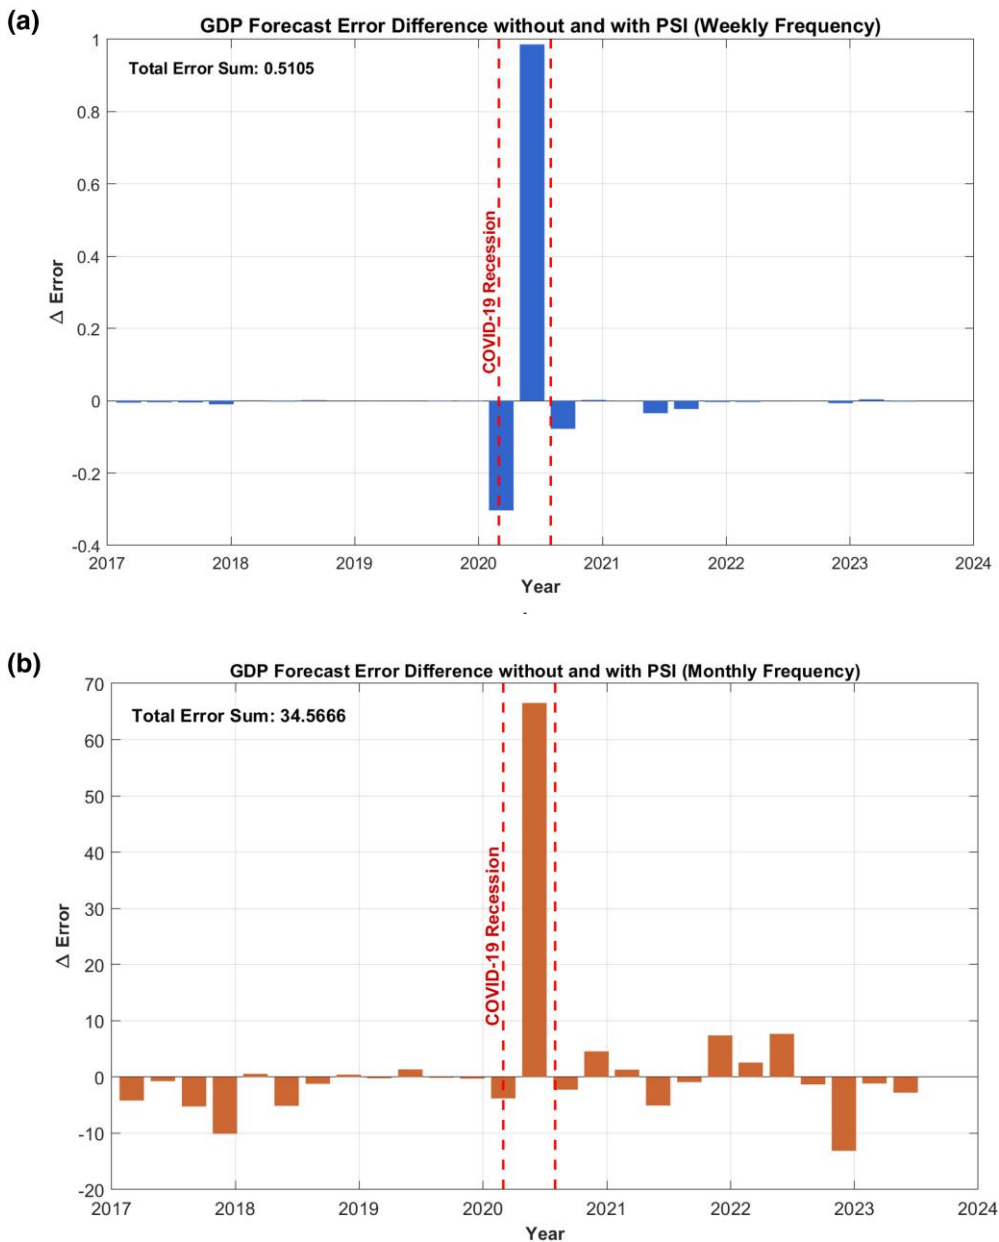 (a)
GDP Forecast Error Difference without and with PSI (Weekly Frequency)
Total Error Sum: 0.5105
1
0.8
0.6
0.4
0.2
0
-0.2
-0.4
Δ Error
COVID-19 Recession
2017 2018 2019 2020 2021 2022 2023 2024
Year
(b)
GDP Forecast Error Difference without and with PSI (Monthly Frequency)
Total Error Sum: 34.5666
70
60
50
40
30
20
10
0
-10
-20
Δ Error
COVID-19 Recession
2017 2018 2019 2020 2021 2022 2023 2024
Year